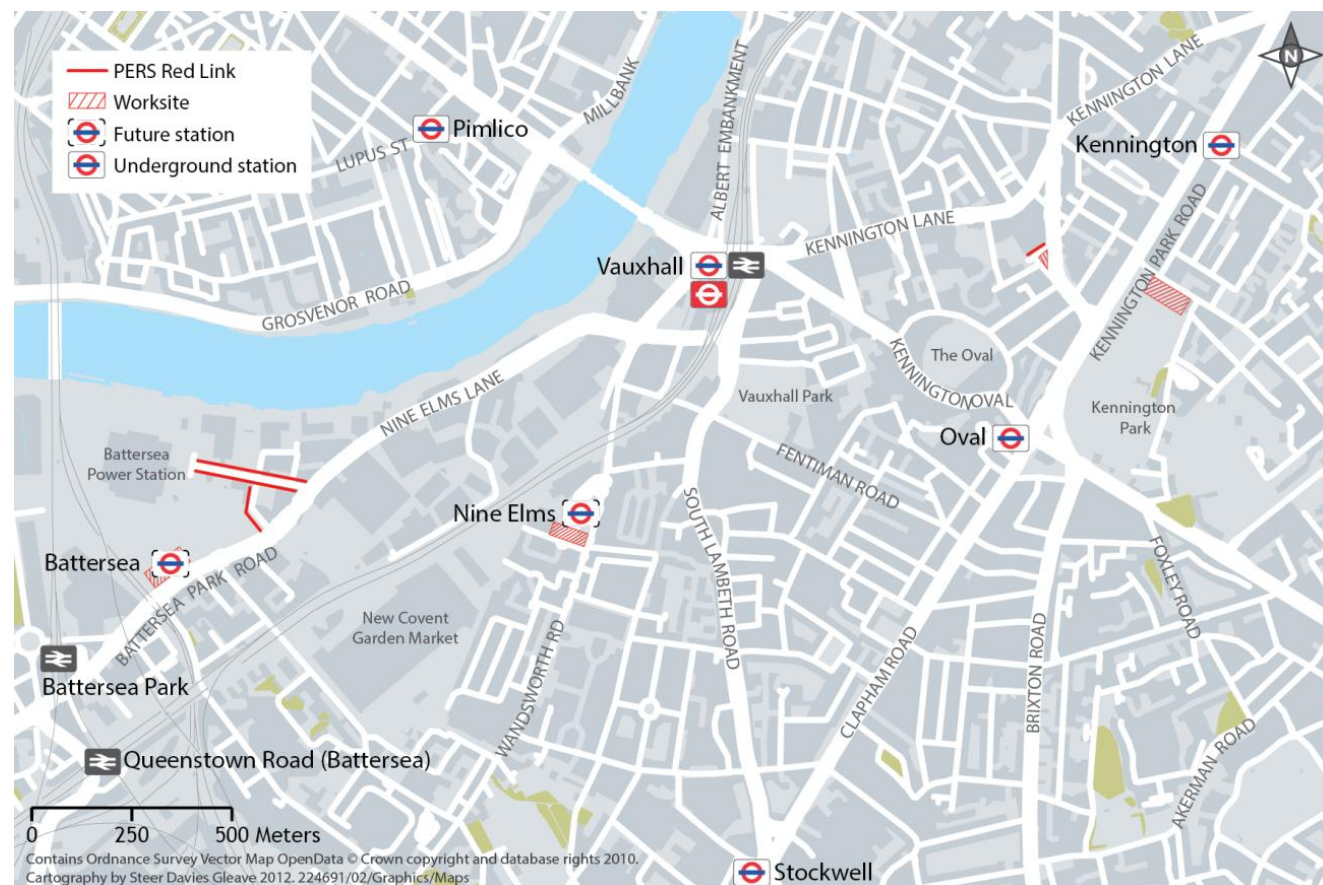 PERS Red Link
Worksite
Future station
Underground station
N
Pimlico
LUPUS ST
MILLBANK
ALBERT EMBANKMENT
KENNINGTON LANE
Kennington
KENNINGTON LANE
Vauxhall
KENNINGTON PARK ROAD
GROSVENOR ROAD
NINE ELMS LANE
The Oval
KENNINGTON OVAL
Vauxhall Park
Kennington
Park
Oval
Battersea
Power Station
FENTIMAN ROAD
Nine Elms
SOUTH LAMBETH ROAD
Battersea
BATTERSEA PARK ROAD
FOXLEY ROAD
New Covent
Garden Market
WANDSWORTH RD
CLAPHAM ROAD
BRIXTON ROAD
Battersea Park
AKERMAN ROAD
Queenstown Road (Battersea)
0 250 500 Meters
Contains Ordnance Survey Vector Map OpenData © Crown copyright and database rights 2010.
Cartography by Steer Davies Gleave 2012. 224691/02/Graphics/Maps
Stockwell